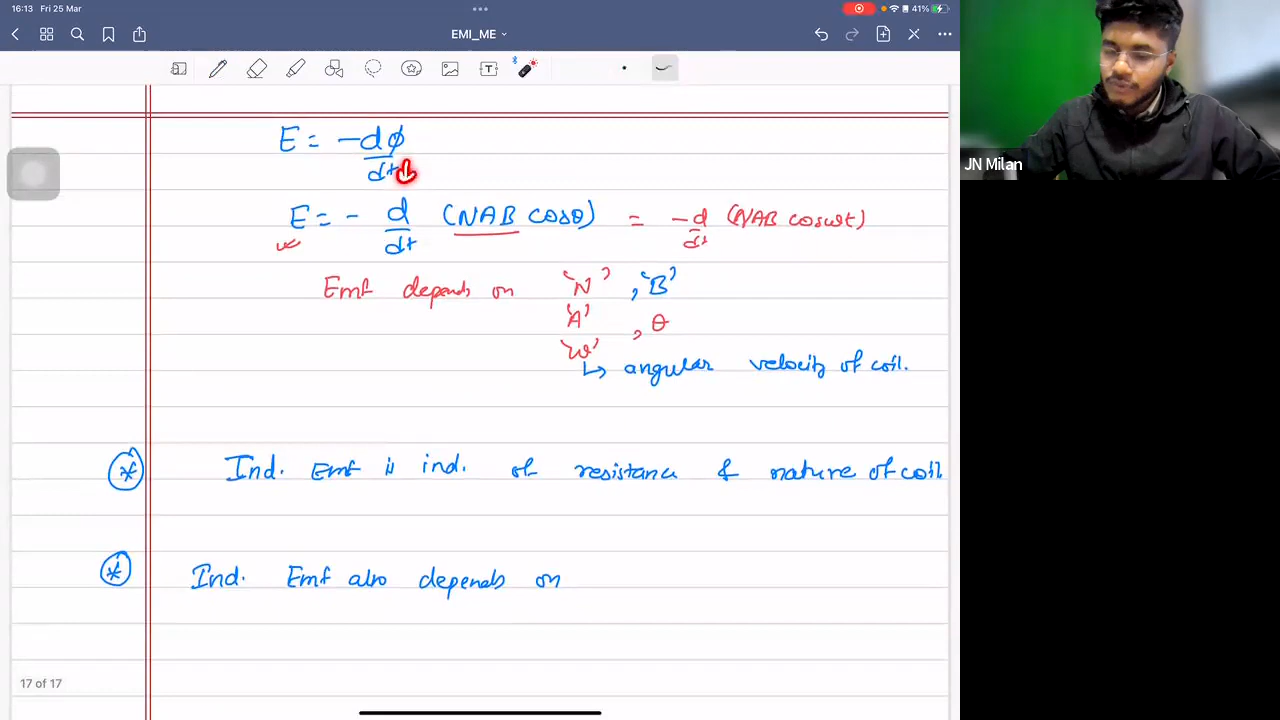 16:13 Fri 25 Mar
41%
EMI_ME
JN Milan
E = -dφ/dt
E = - d/dt (NAB cosθ) = -d/dt (NAB cosωt)
Emf depends on 'N', 'B'
'A', θ
'ω'
↳ angular velocity of coil.
* Ind. Emf is ind. of resistance & nature of coil
* Ind. Emf also depends on
17 of 17